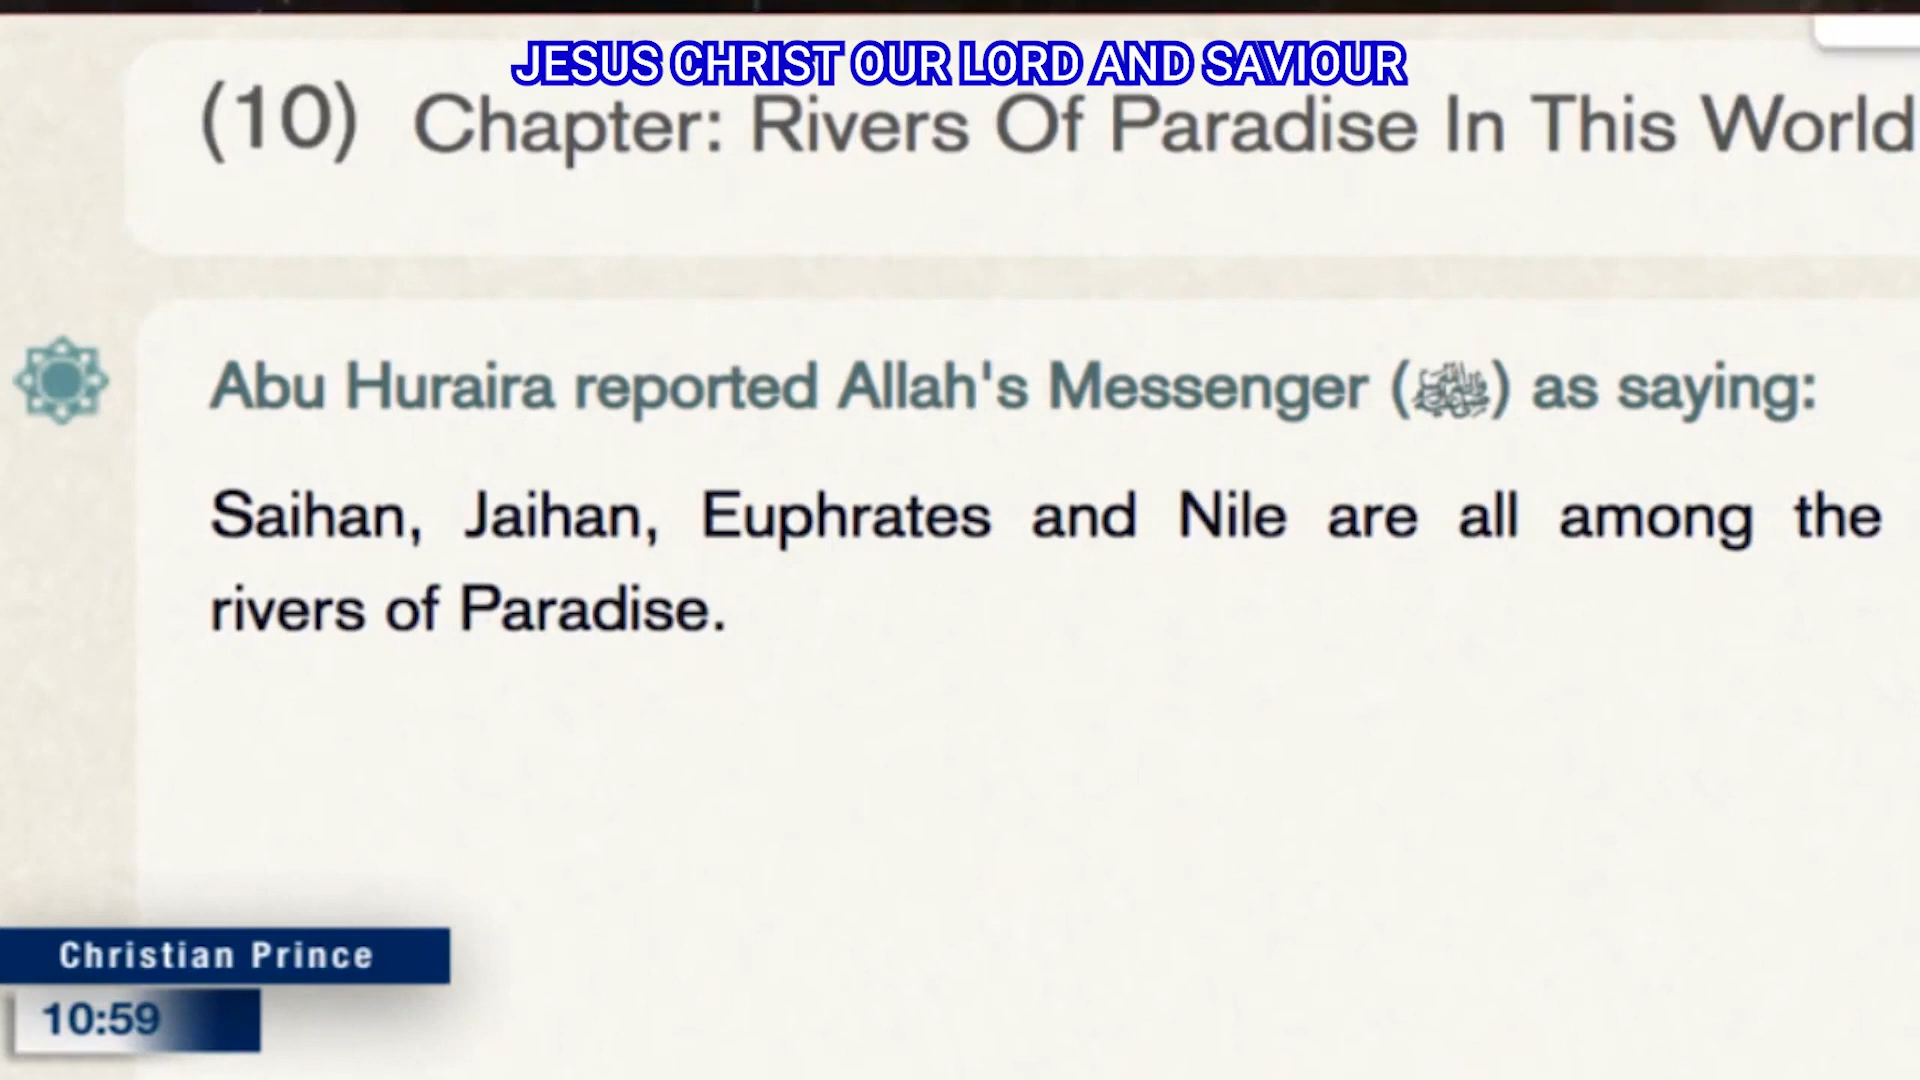 JESUS CHRIST OUR LORD AND SAVIOUR
(10) Chapter: Rivers Of Paradise In This World
Abu Huraira reported Allah's Messenger (ﷺ) as saying:
Saihan, Jaihan, Euphrates and Nile are all among the
rivers of Paradise.
Christian Prince
10:59